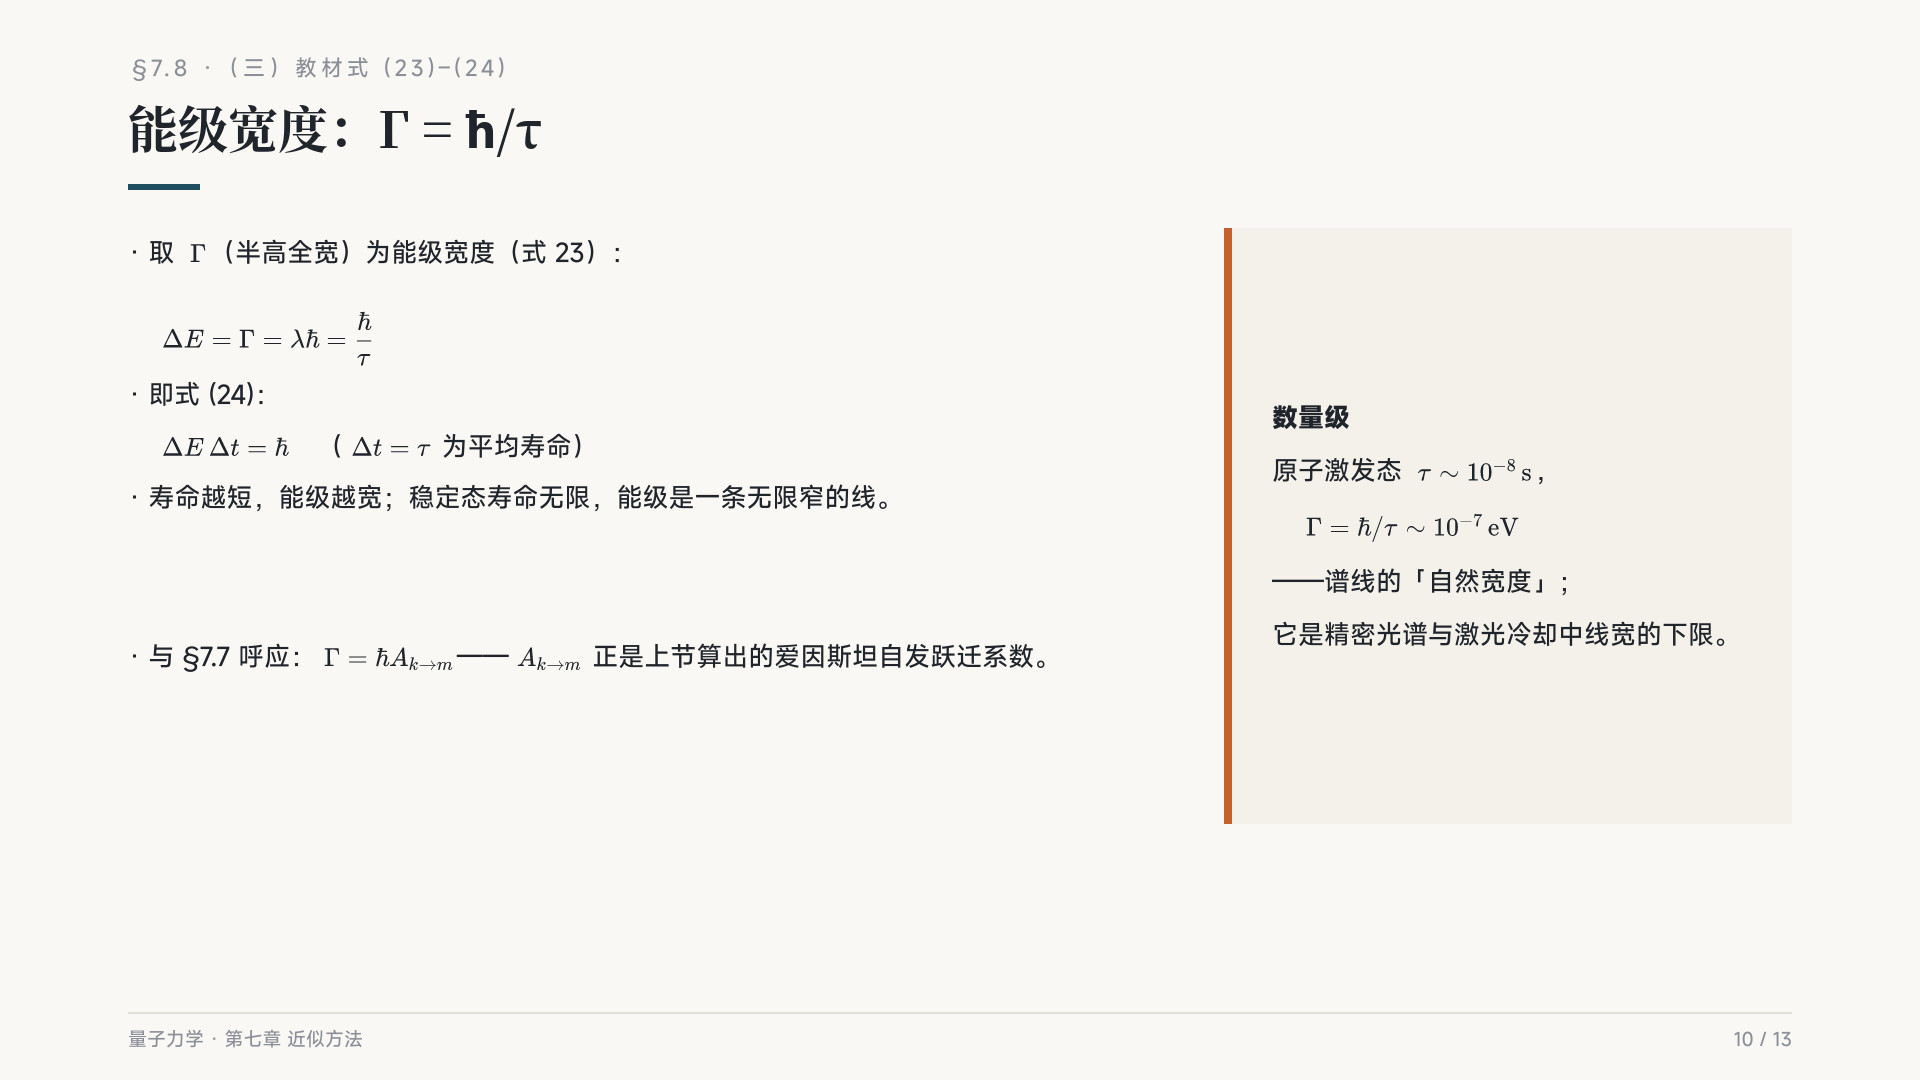 §7.8 · （三）教材式 (23)–(24)
能级宽度：Γ = ħ/τ
· 取 Γ（半高全宽）为能级宽度（式 23）:
ΔE = Γ = λħ = ħ/τ
· 即式 (24):
ΔE Δt = ħ （ Δt = τ 为平均寿命）
· 寿命越短，能级越宽；稳定态寿命无限，能级是一条无限窄的线。
· 与 §7.7 呼应： Γ = ħA_{k→m}—— A_{k→m} 正是上节算出的爱因斯坦自发跃迁系数。
数量级
原子激发态 τ ∼ 10⁻⁸ s，
Γ = ħ/τ ∼ 10⁻⁷ eV
——谱线的「自然宽度」；
它是精密光谱与激光冷却中线宽的下限。
量子力学 · 第七章 近似方法
10 / 13